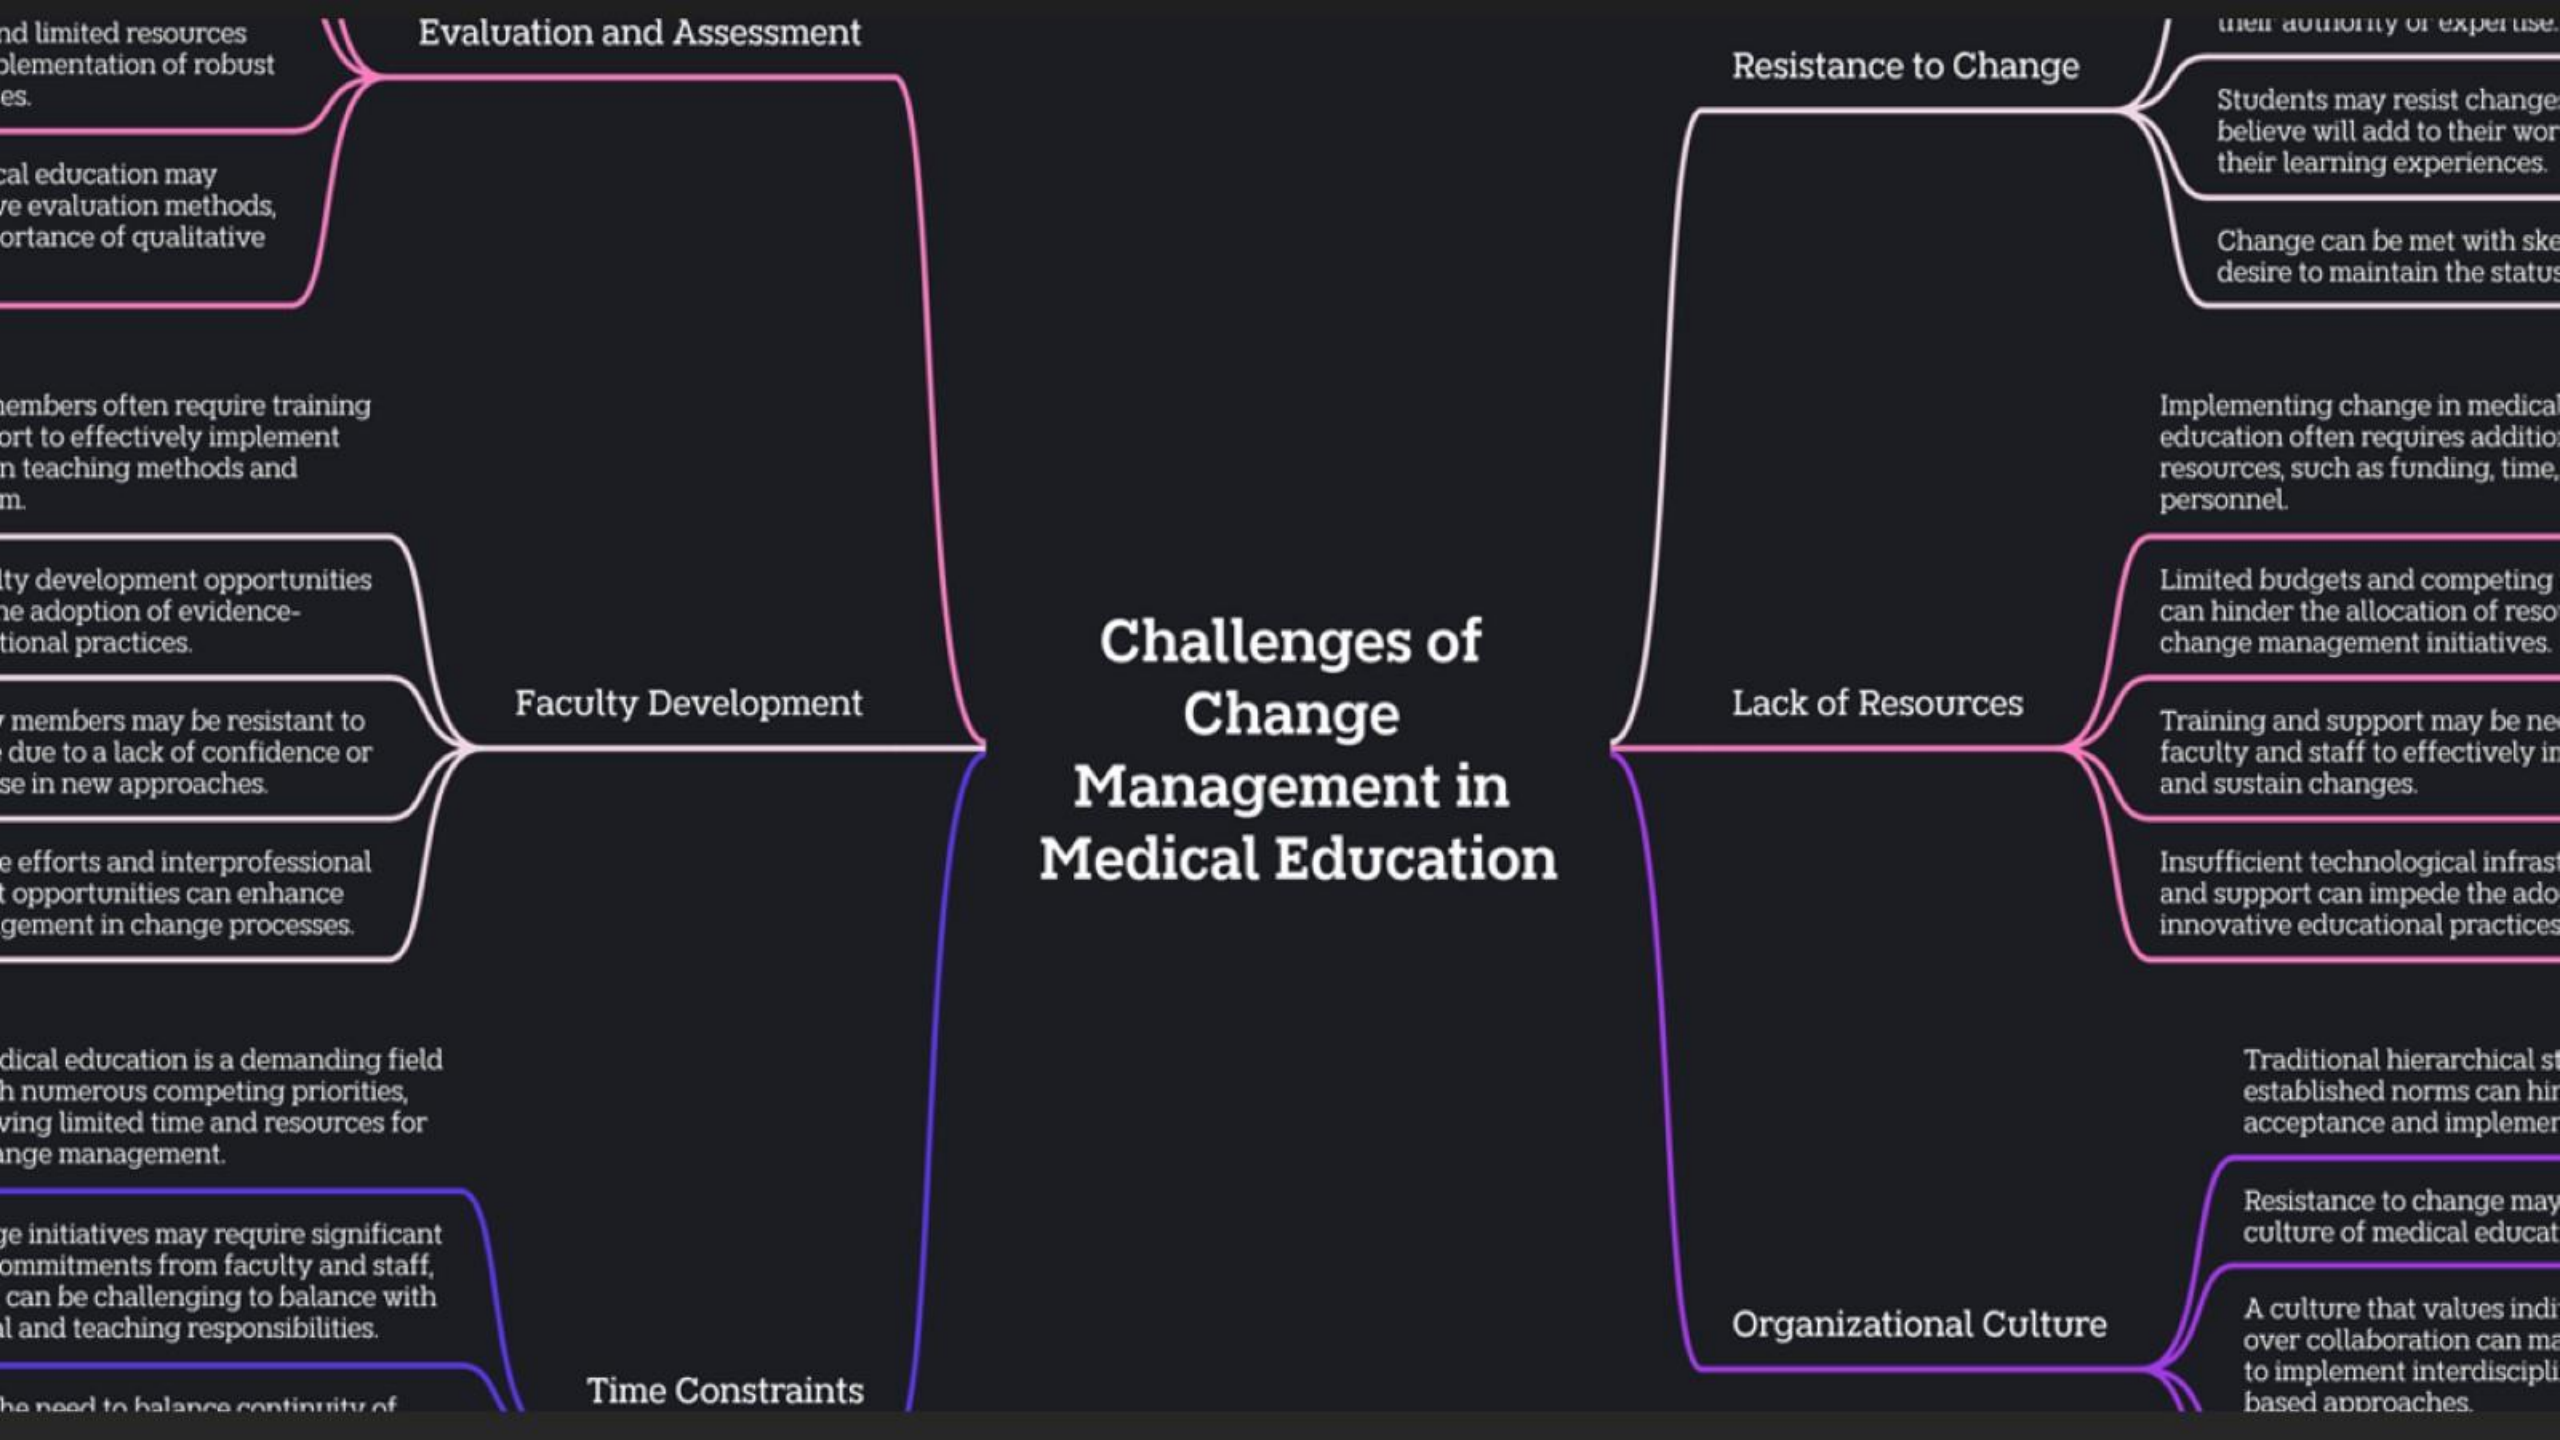 nd limited resources
plementation of robust
es.
Evaluation and Assessment
cal education may
ve evaluation methods,
ortance of qualitative
embers often require training
ort to effectively implement
n teaching methods and
m.
lty development opportunities
he adoption of evidence-
tional practices.
Faculty Development
y members may be resistant to
due to a lack of confidence or
se in new approaches.
e efforts and interprofessional
t opportunities can enhance
gement in change processes.
dical education is a demanding field
h numerous competing priorities,
ving limited time and resources for
ange management.
ge initiatives may require significant
ommitments from faculty and staff,
can be challenging to balance with
l and teaching responsibilities.
Time Constraints
he need to balance continuity of
Challenges of
Change
Management in
Medical Education
Resistance to Change
their authority or expertise.
Students may resist change
believe will add to their wor
their learning experiences.
Change can be met with ske
desire to maintain the status
Lack of Resources
Implementing change in medical
education often requires additio
resources, such as funding, time,
personnel.
Limited budgets and competing
can hinder the allocation of reso
change management initiatives.
Training and support may be nee
faculty and staff to effectively im
and sustain changes.
Insufficient technological infrast
and support can impede the ado
innovative educational practices
Organizational Culture
Traditional hierarchical st
established norms can hin
acceptance and implemen
Resistance to change may
culture of medical educat
A culture that values indi
over collaboration can ma
to implement interdiscipli
based approaches.